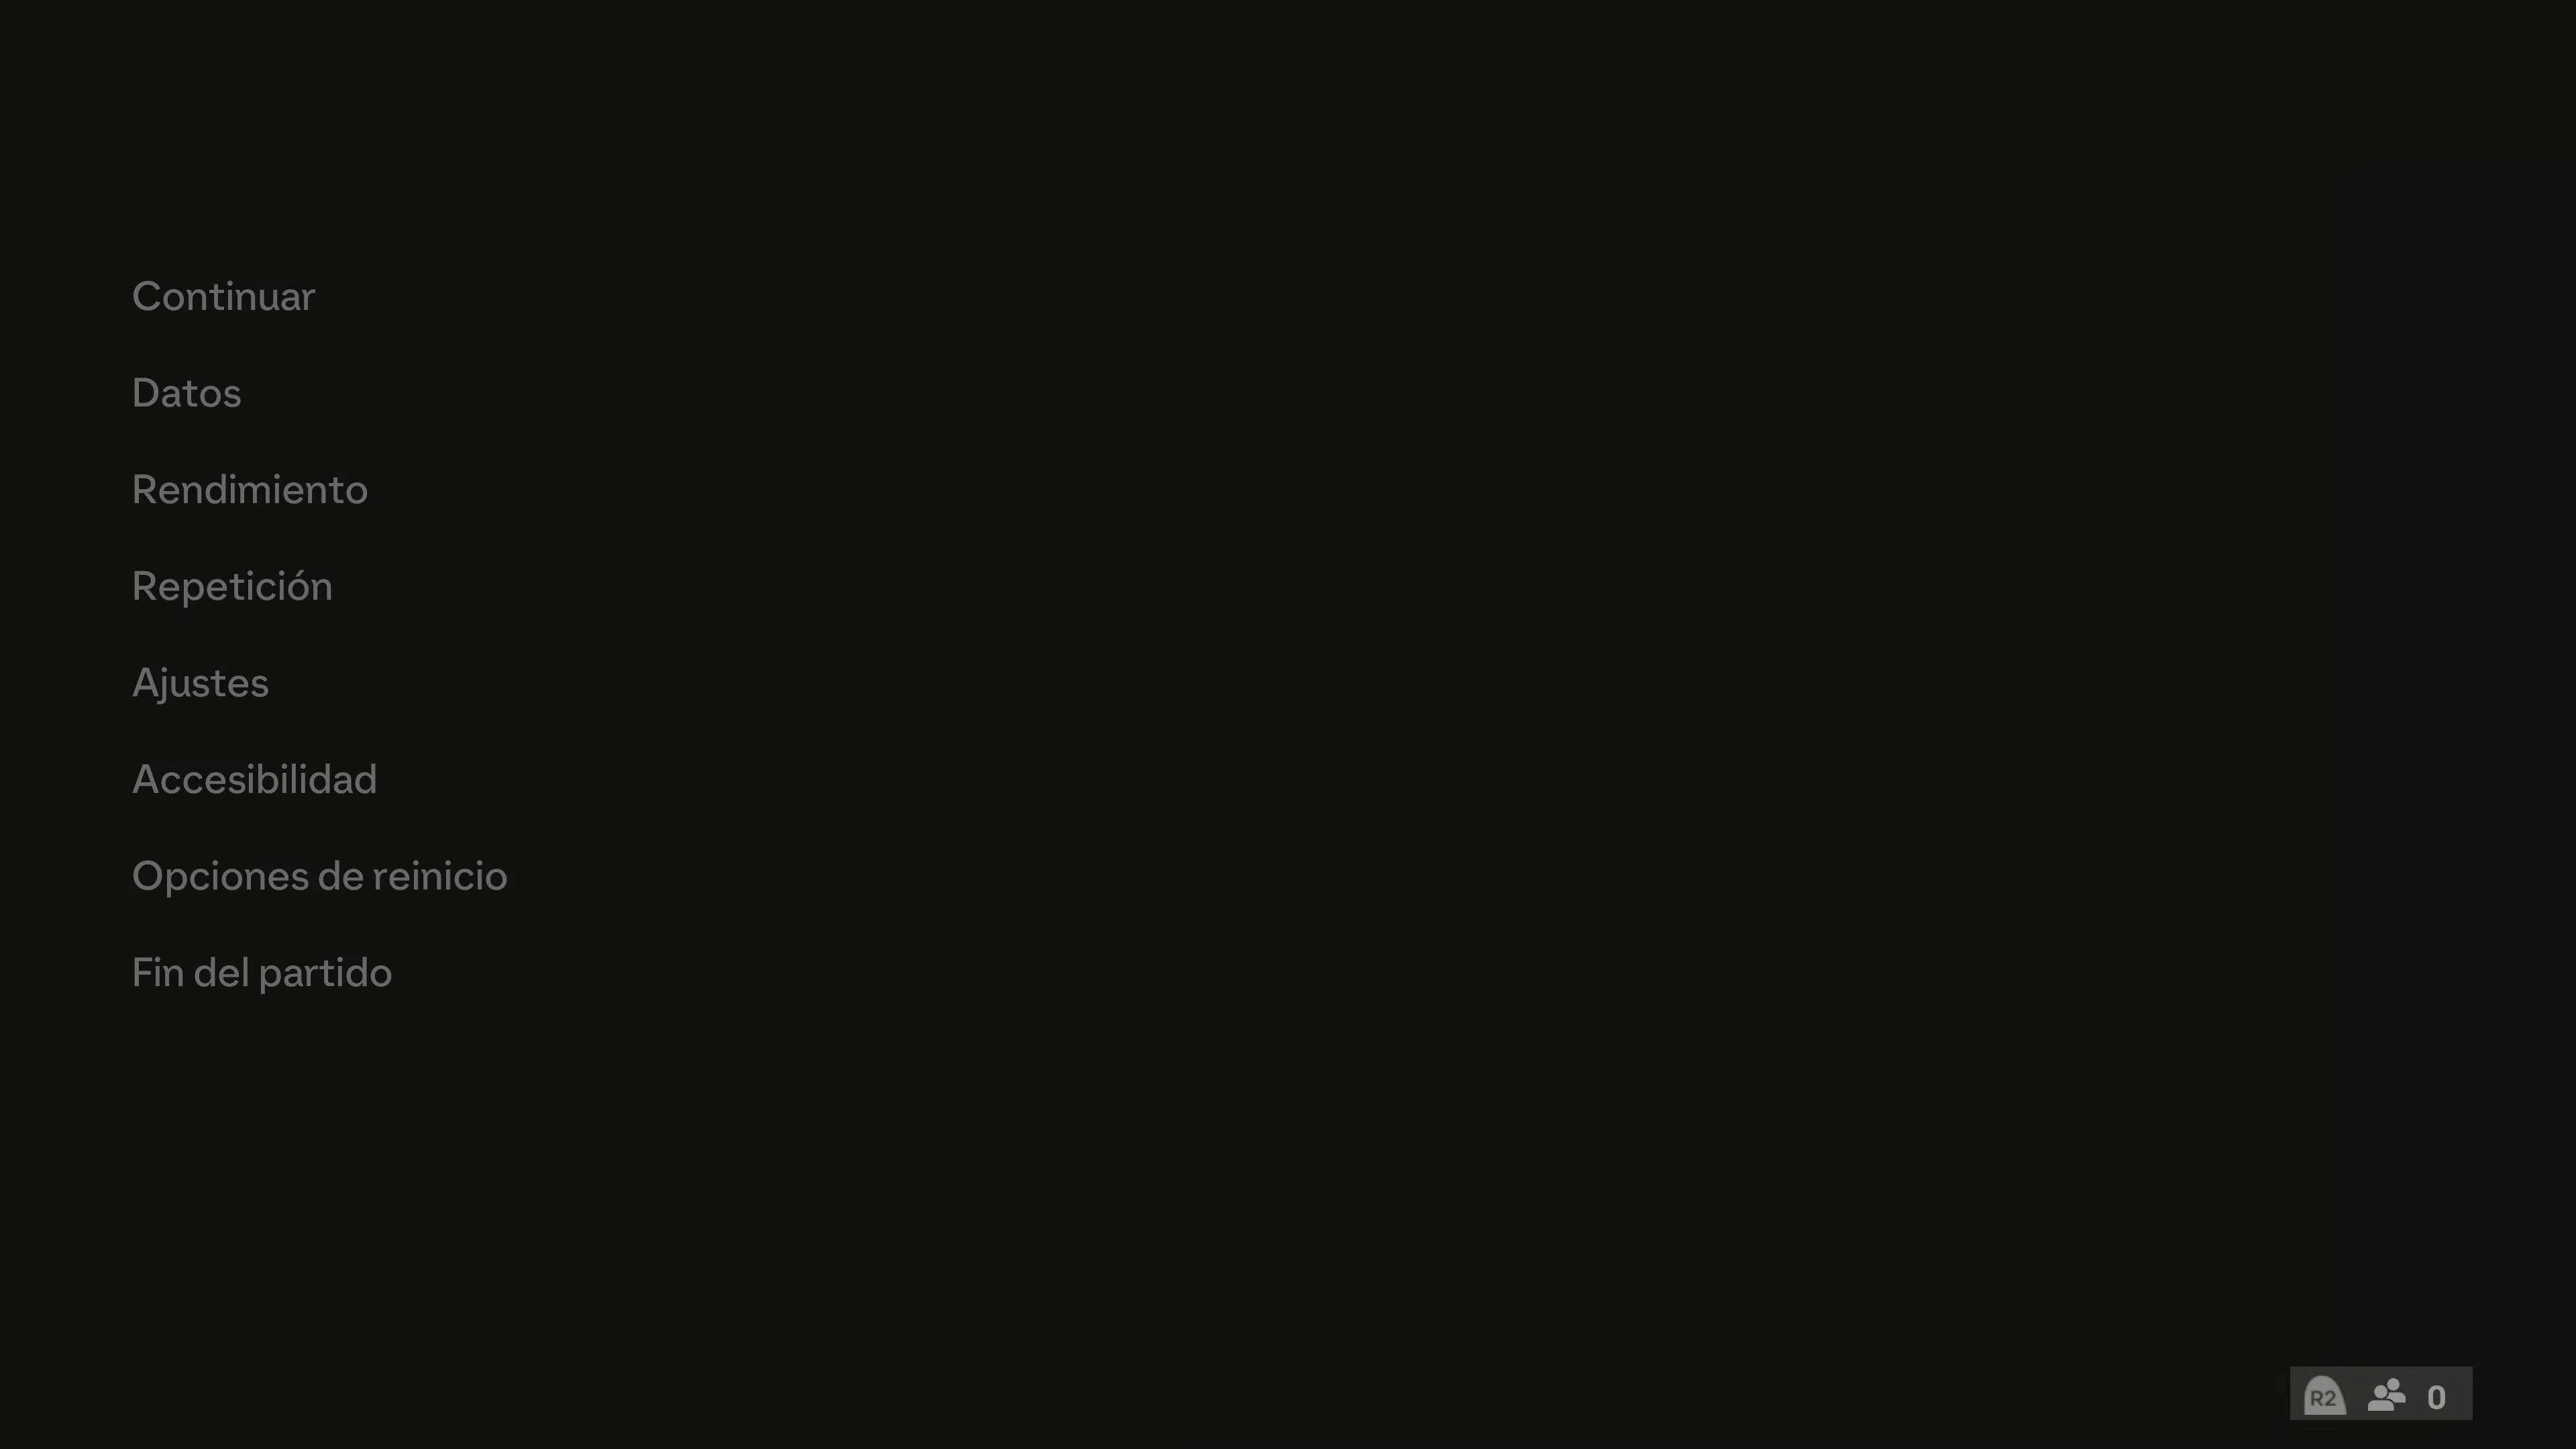 Continuar
Datos
Rendimiento
Repetición
Ajustes
Accesibilidad
Opciones de reinicio
Fin del partido
R2 0